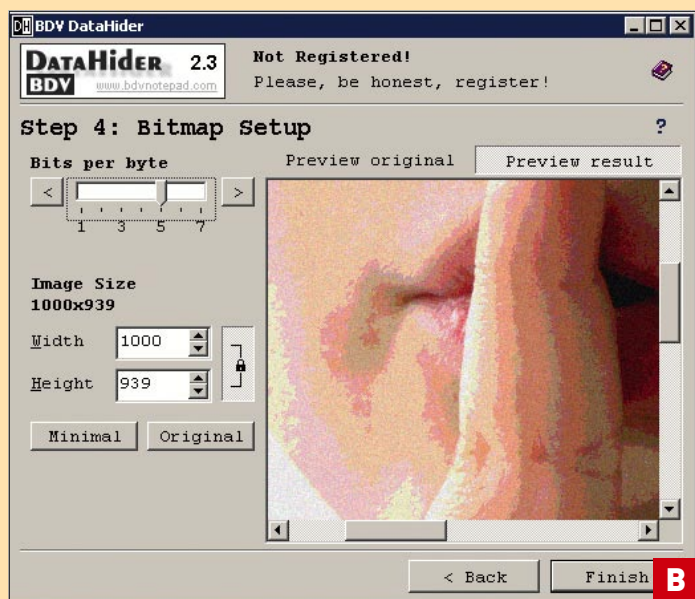 BDV DataHider
DATAHIDER 2.3
BDV www.bdvnotepad.com
Not Registered!
Please, be honest, register!
Step 4: Bitmap Setup
?
Bits per byte
Preview original
Preview result
< >
1 3 5 7
Image Size
1000x939
Width 1000
Height 939
Minimal Original
< Back Finish
B